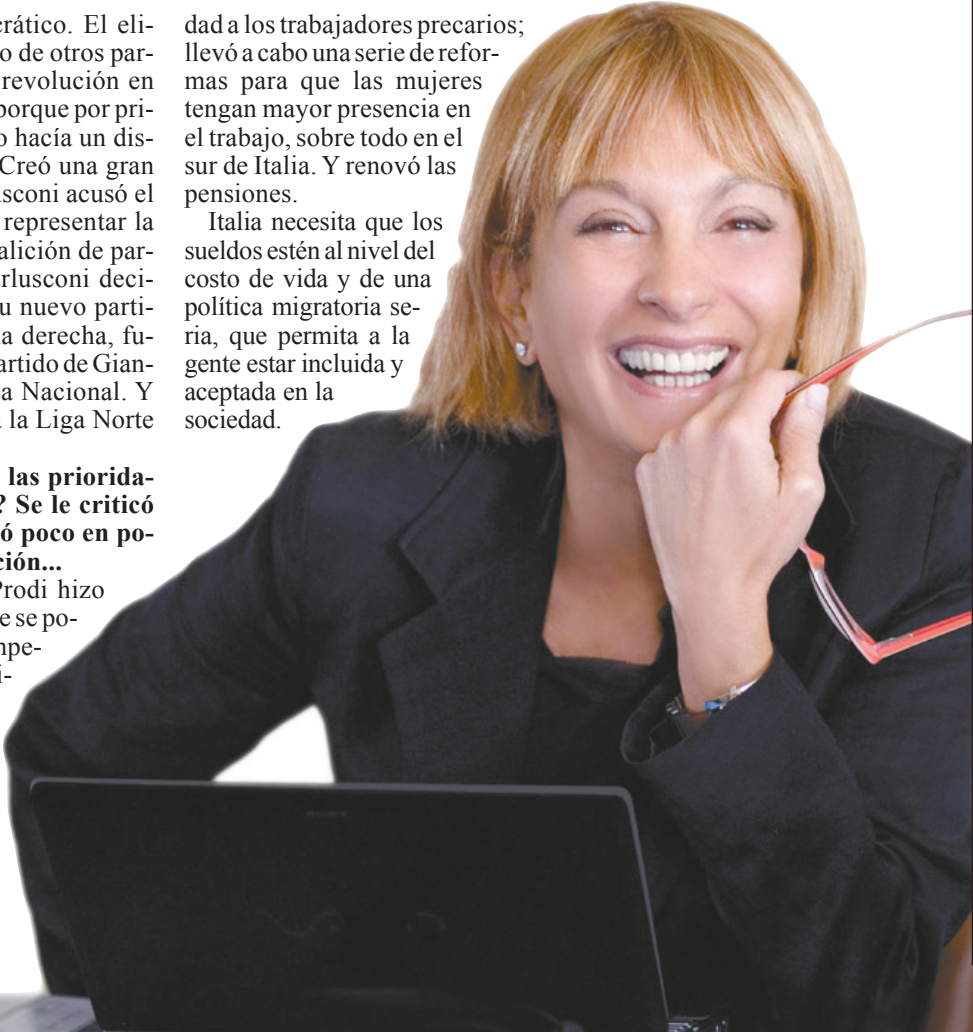 crático. El eli-
o de otros par-
revolución en
porque por pri-
o hacía un dis-
Creó una gran
usconi acusó el
representar la
alición de par-
rlusconi deci-
u nuevo parti-
a derecha, fu-
artido de Gian-
a Nacional. Y
a la Liga Norte
las priorida-
? Se le criticó
ó poco en po-
ción...
Prodi hizo
e se po-
mpe-
i-
dad a los trabajadores precarios;
llevó a cabo una serie de refor-
mas para que las mujeres
tengan mayor presencia en
el trabajo, sobre todo en el
sur de Italia. Y renovó las
pensiones.
Italia necesita que los
sueldos estén al nivel del
costo de vida y de una
política migratoria se-
ria, que permita a la
gente estar incluida y
aceptada en la
sociedad.